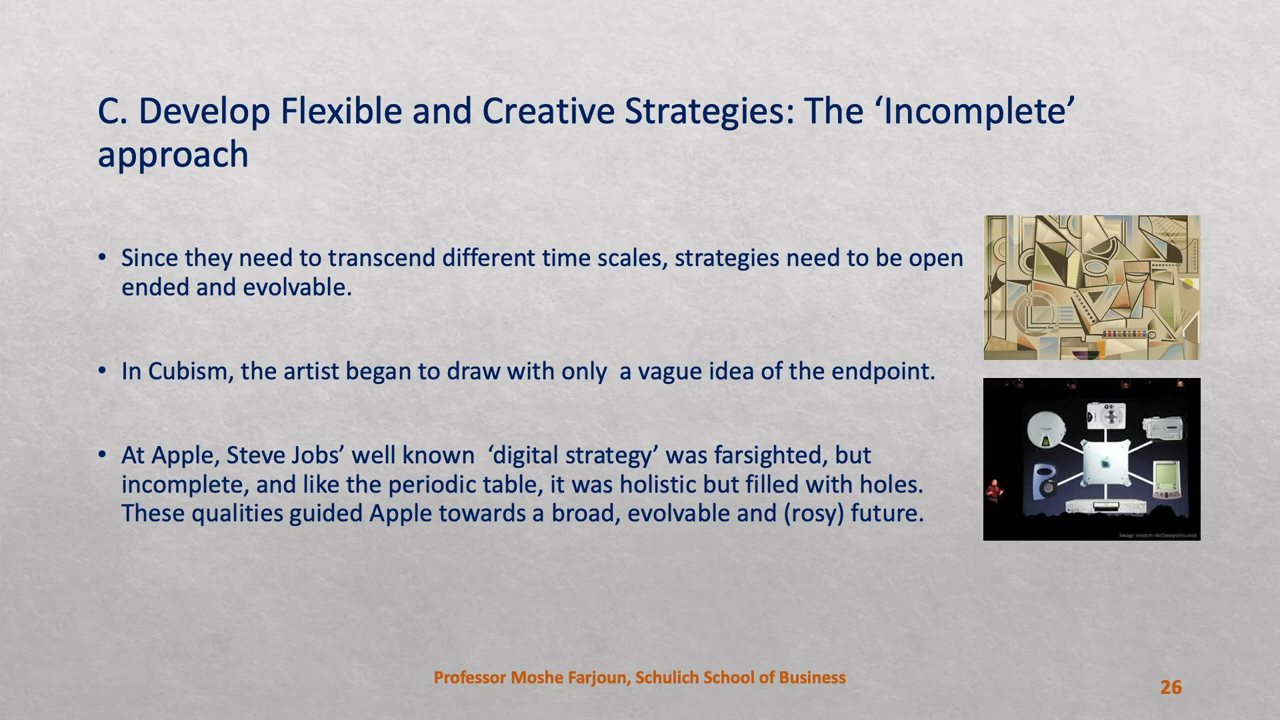 C. Develop Flexible and Creative Strategies: The ‘Incomplete’
approach
• Since they need to transcend different time scales, strategies need to be open
ended and evolvable.
• In Cubism, the artist began to draw with only  a vague idea of the endpoint.
• At Apple, Steve Jobs’ well known  ‘digital strategy’ was farsighted, but
incomplete, and like the periodic table, it was holistic but filled with holes.
These qualities guided Apple towards a broad, evolvable and (rosy) future.
Professor Moshe Farjoun, Schulich School of Business
26